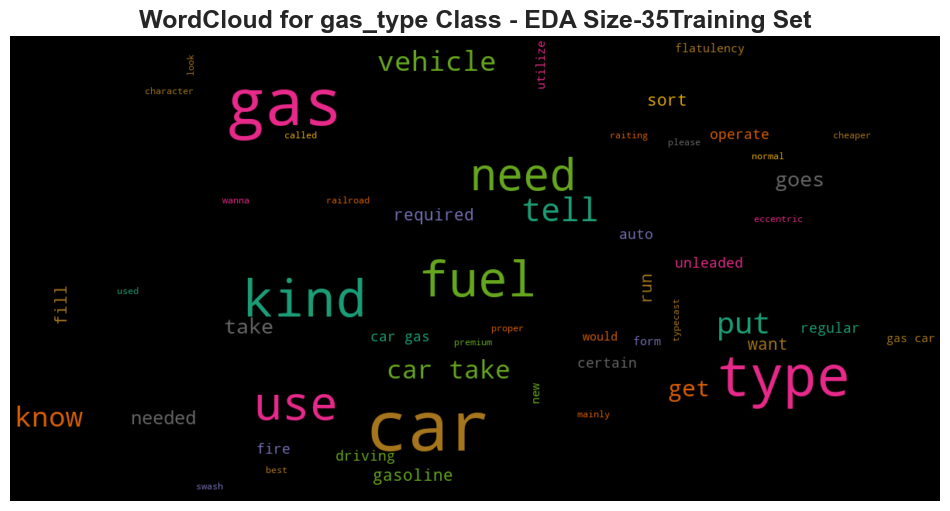 WordCloud for gas_type Class - EDA Size-35Training Set
flatulency
utilize
look
vehicle
character
sort
gas
called
raiting
please
operate
cheaper
normal
need
goes
wanna
railroad
required
tell
eccentric
auto
unleaded
fuel
run
kind
fill
used
typecast
take
car gas
proper
premium
would
form
put
want
regular
gas car
certain
car take
type
get
new
use
know
needed
car
mainly
fire
driving
best
gasoline
swash